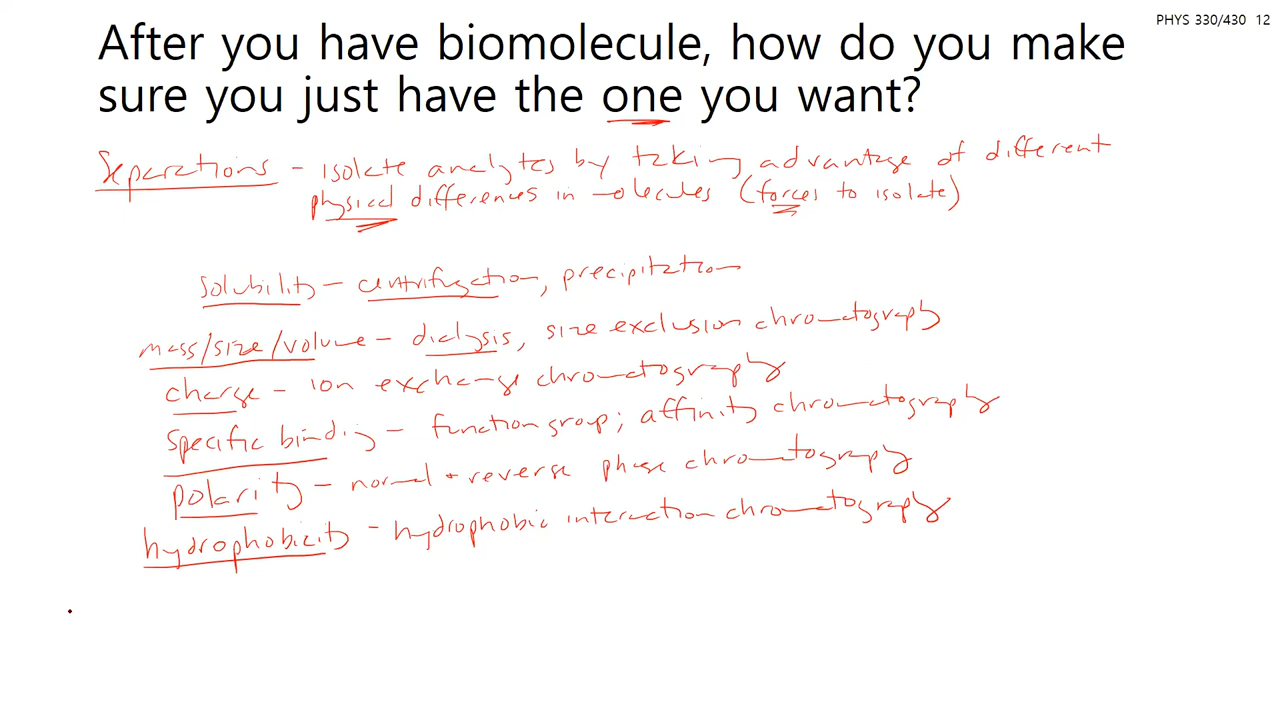 PHYS 330/430 12
After you have biomolecule, how do you make
sure you just have the one you want?
Separations - isolate analytes by taking advantage of different
physical differences in molecules (forces to isolate)
solubility - centrifugation, precipitation
mass/size/volume - dialysis, size exclusion chromatography
charge - ion exchange chromatography
specific binding - function group; affinity chromatography
polarity - normal + reverse phase chromatography
hydrophobicity - hydrophobic interaction chromatography